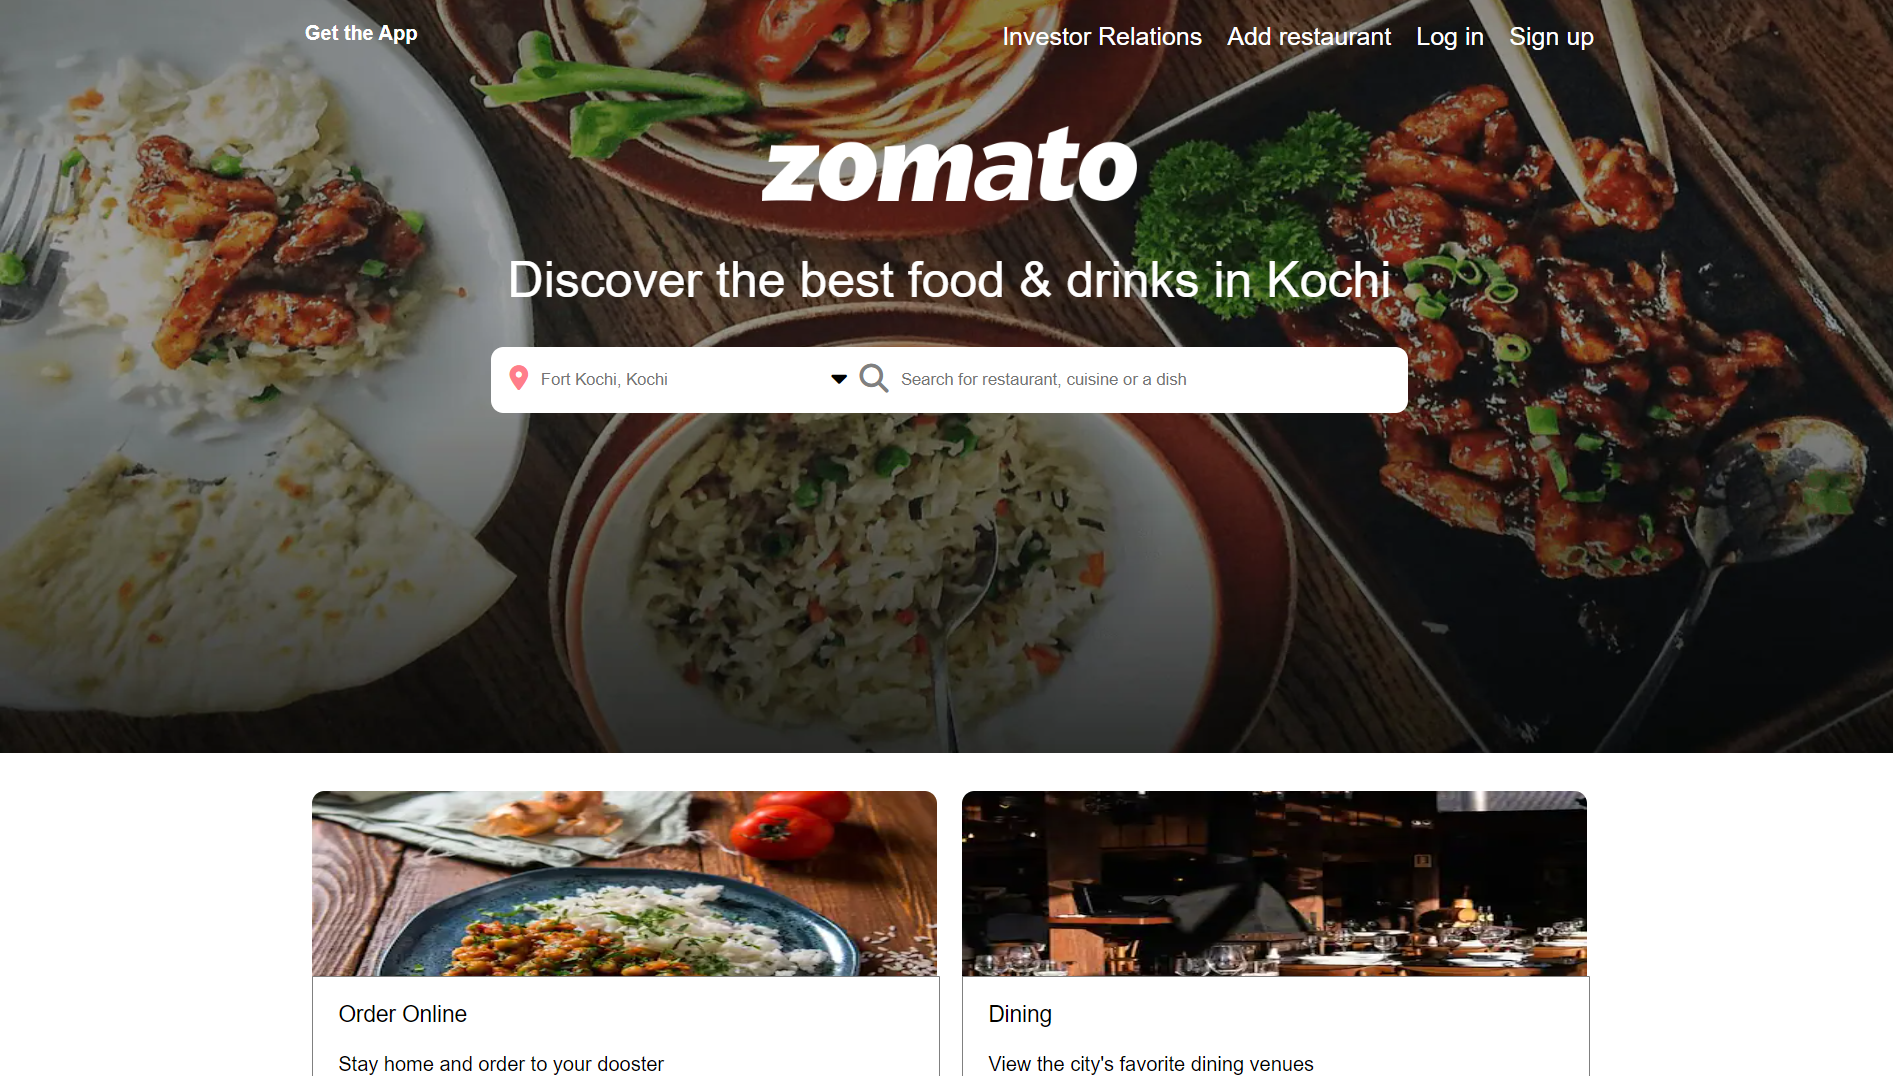 Get the App
Investor Relations Add restaurant Log in Sign up
zomato
Discover the best food & drinks in Kochi
Fort Kochi, Kochi
Search for restaurant, cuisine or a dish
Order Online
Stay home and order to your dooster
Dining
View the city's favorite dining venues